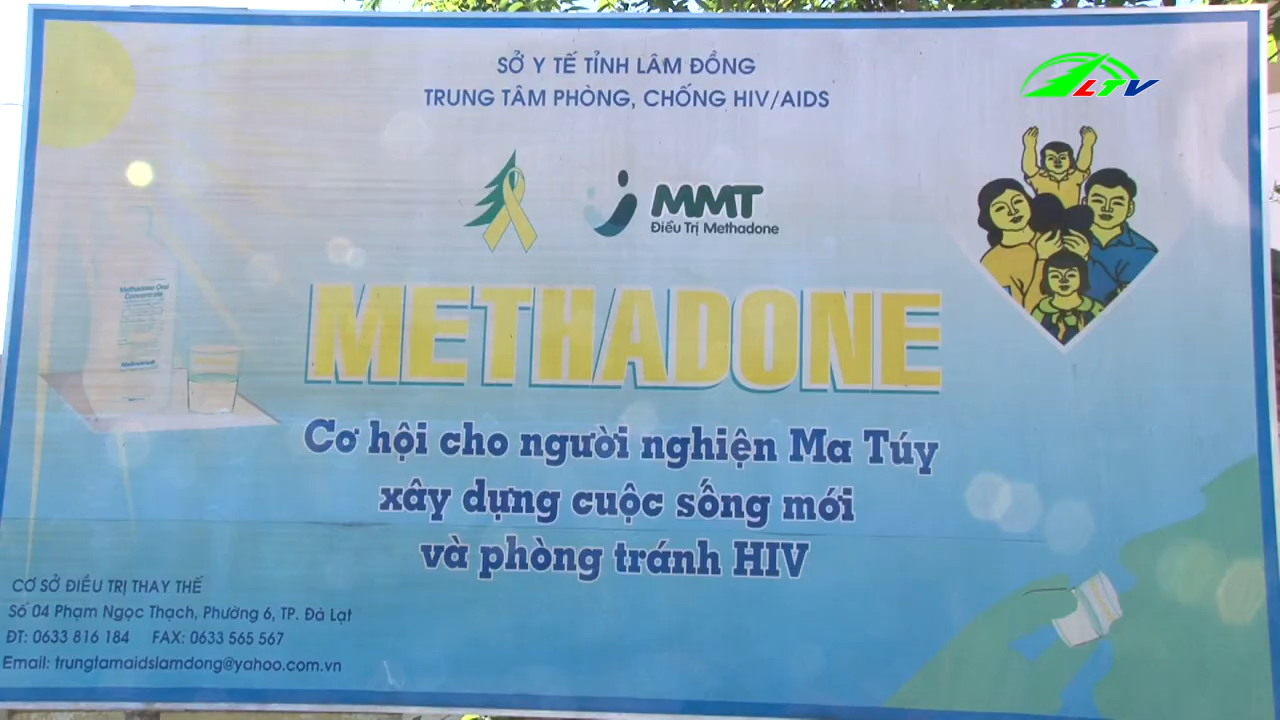 SỞ Y TẾ TỈNH LÂM ĐỒNG
TRUNG TÂM PHÒNG, CHỐNG HIV/AIDS
LTV
MMT
Điều Trị Methadone
Methadone Oral
Concentrate
METHADONE
Cơ hội cho người nghiện Ma Túy
xây dựng cuộc sống mới
và phòng tránh HIV
CƠ SỞ ĐIỀU TRỊ THAY THẾ
Số 04 Phạm Ngọc Thạch, Phường 6, TP. Đà Lạt
ĐT: 0633 816 184 FAX: 0633 565 567
Email: trungtamaidslamdong@yahoo.com.vn